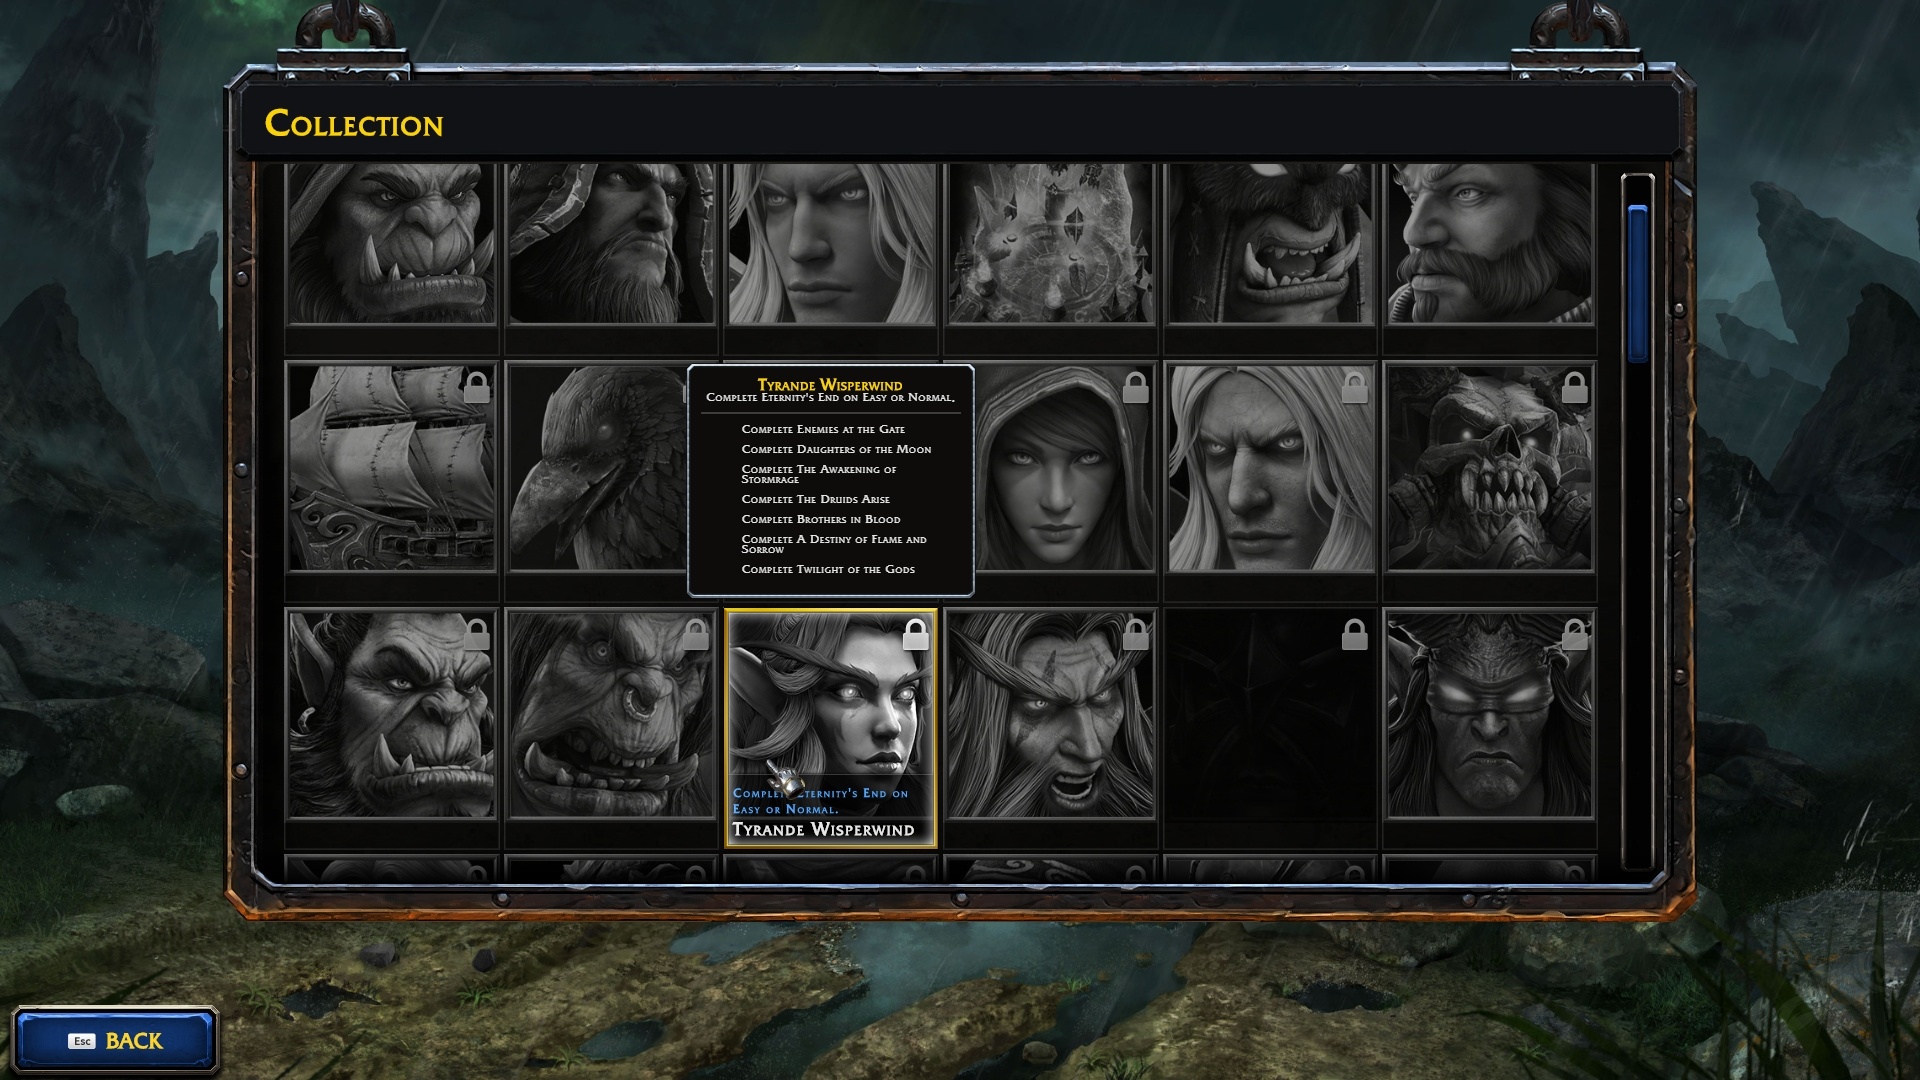 Collection
Tyrande Wisperwind
Complete Eternity's End on Easy or Normal.
Complete Enemies at the Gate
Complete Daughters of the Moon
Complete The Awakening of
Stormrage
Complete The Druids Arise
Complete Brothers in Blood
Complete A Destiny of Flame and
Sorrow
Complete Twilight of the Gods
Eternity's End on
Easy or Normal.
Tyrande Wisperwind
Esc BACK